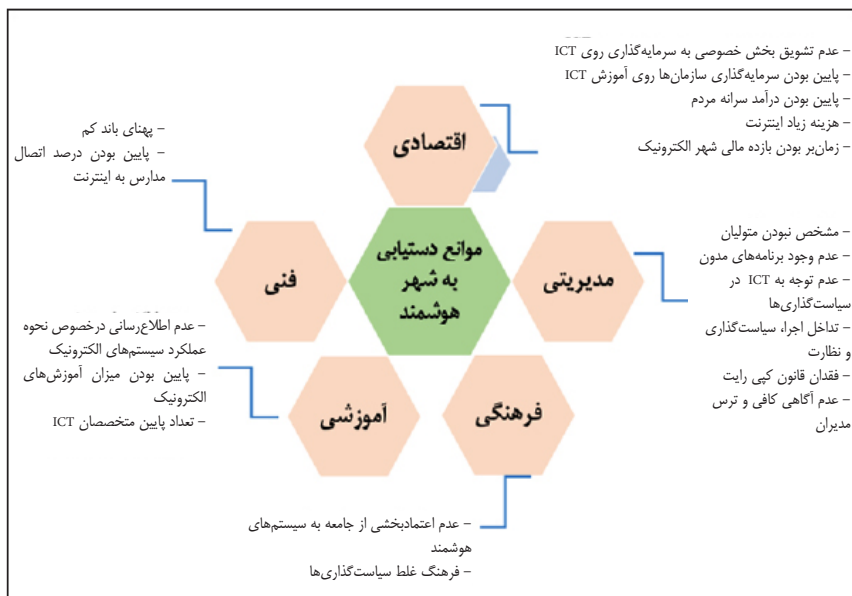 – عدم تشویق بخش خصوصی به سرمایه‌گذاری روی ICT
– پایین بودن سرمایه‌گذاری سازمان‌ها روی آموزش ICT
– پایین بودن درآمد سرانه مردم
– هزینه زیاد اینترنت
– زمان‌بر بودن بازده مالی شهر الکترونیک
اقتصادی
– پهنای باند کم
– پایین بودن درصد اتصال
مدارس به اینترنت
فنی
موانع دستیابی
به شهر
هوشمند
مدیریتی
– مشخص نبودن متولیان
– عدم وجود برنامه‌های مدون
– عدم توجه به ICT در
سیاست‌گذاری‌ها
– تداخل اجرا، سیاست‌گذاری
و نظارت
– فقدان قانون کپی رایت
– عدم آگاهی کافی و ترس
مدیران
– عدم اطلاع‌رسانی درخصوص نحوه
عملکرد سیستم‌های الکترونیک
– پایین بودن میزان آموزش‌های
الکترونیک
– تعداد پایین متخصصان ICT
آموزشی
فرهنگی
– عدم اعتمادبخشی از جامعه به سیستم‌های
هوشمند
– فرهنگ غلط سیاست‌گذاری‌ها